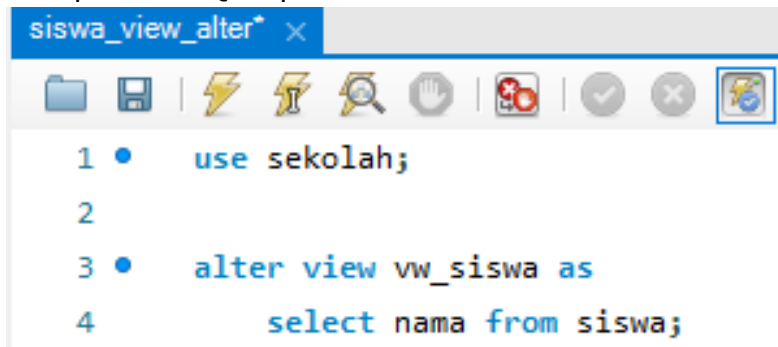 siswa_view_alter*
1 use sekolah;
2
3 alter view vw_siswa as
4 select nama from siswa;